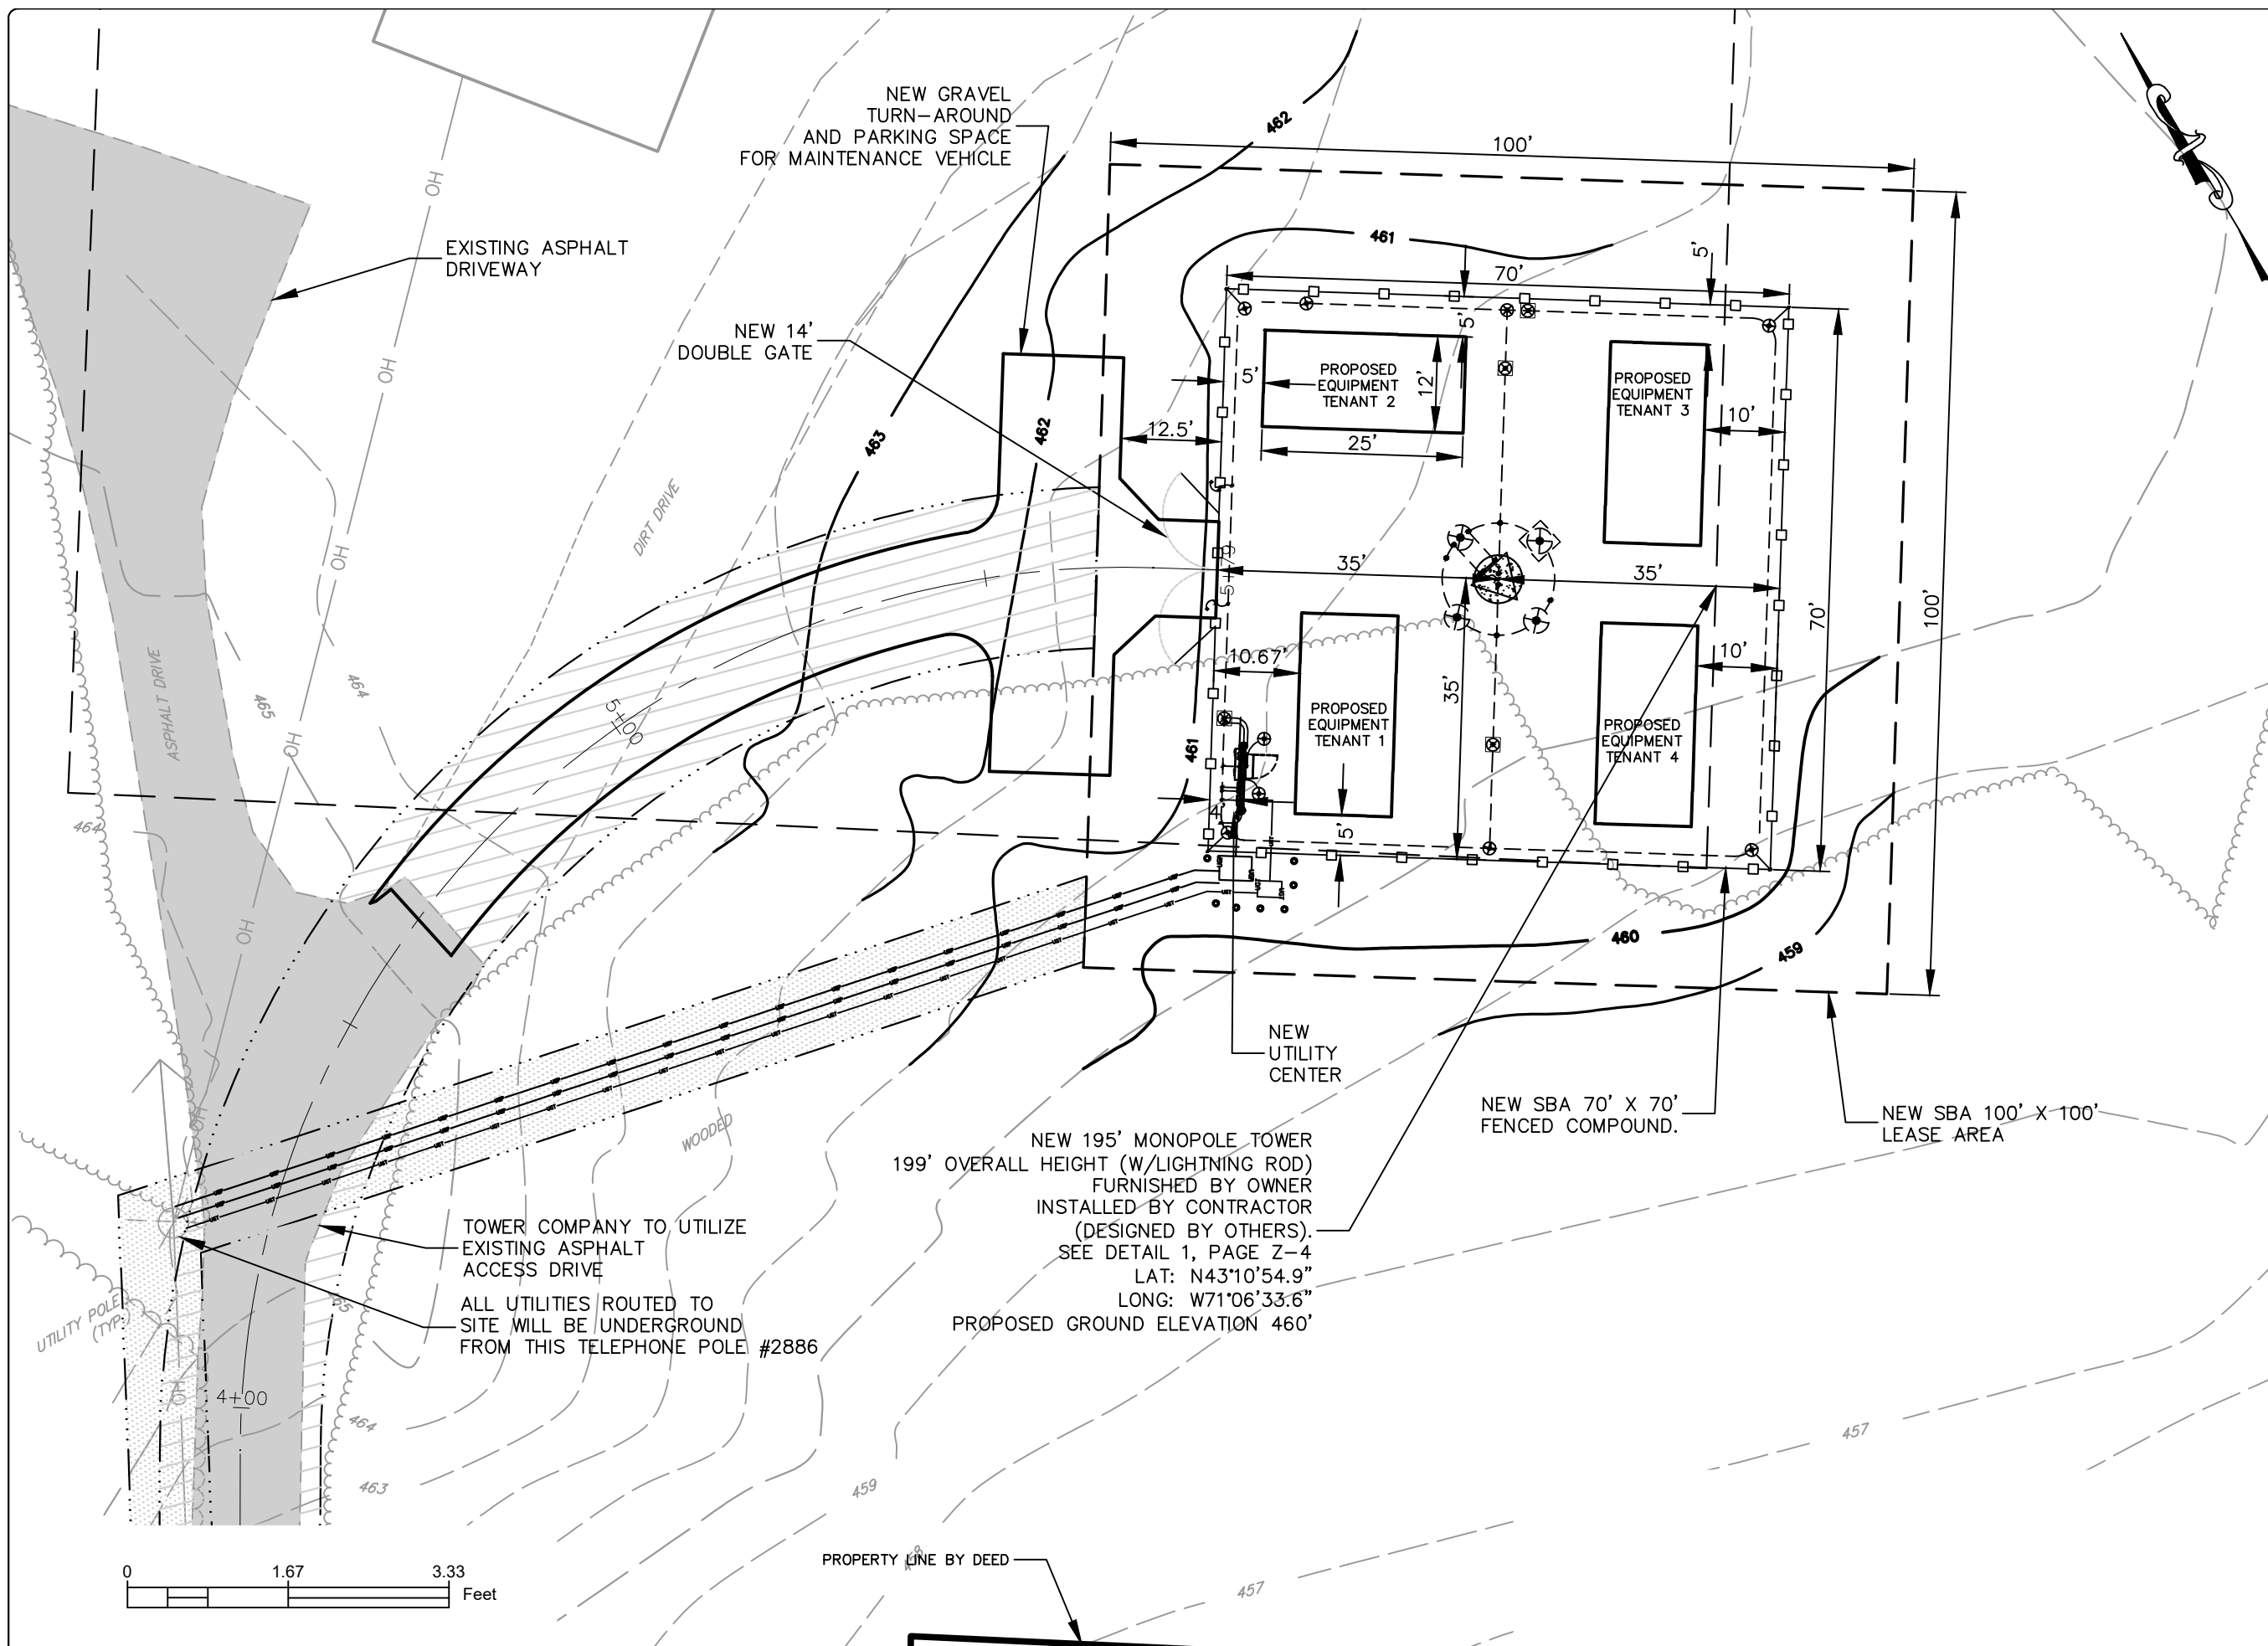 NEW GRAVEL
TURN-AROUND
AND PARKING SPACE
FOR MAINTENANCE VEHICLE
462
100'
EXISTING ASPHALT
DRIVEWAY
OH
461
70'
5'
NEW 14'
DOUBLE GATE
5'
5'
PROPOSED
EQUIPMENT
TENANT 2
12'
25'
PROPOSED
EQUIPMENT
TENANT 3
10'
12.5'
463
462
OH
DIRT DRIVE
OH
35'
35'
70'
100'
ASPHALT DRIVE
465
464
OH
5+00
10.67'
PROPOSED
EQUIPMENT
TENANT 1
35'
10'
PROPOSED
EQUIPMENT
TENANT 4
461
464
4'
5'
OH
460
459
NEW
UTILITY
CENTER
OH
WOODED
NEW SBA 70' X 70'
FENCED COMPOUND.
NEW SBA 100' X 100'
LEASE AREA
NEW 195' MONOPOLE TOWER
199' OVERALL HEIGHT (W/LIGHTNING ROD)
FURNISHED BY OWNER
INSTALLED BY CONTRACTOR
(DESIGNED BY OTHERS).
SEE DETAIL 1, PAGE Z-4
LAT: N43°10'54.9"
LONG: W71°06'33.6"
PROPOSED GROUND ELEVATION 460'
TOWER COMPANY TO UTILIZE
EXISTING ASPHALT
ACCESS DRIVE
ALL UTILITIES ROUTED TO
SITE WILL BE UNDERGROUND
FROM THIS TELEPHONE POLE #2886
UTILITY POLE
(TYP.)
OH
4+00
464
463
459
457
458
457
PROPERTY LINE BY DEED
0 1.67 3.33
Feet